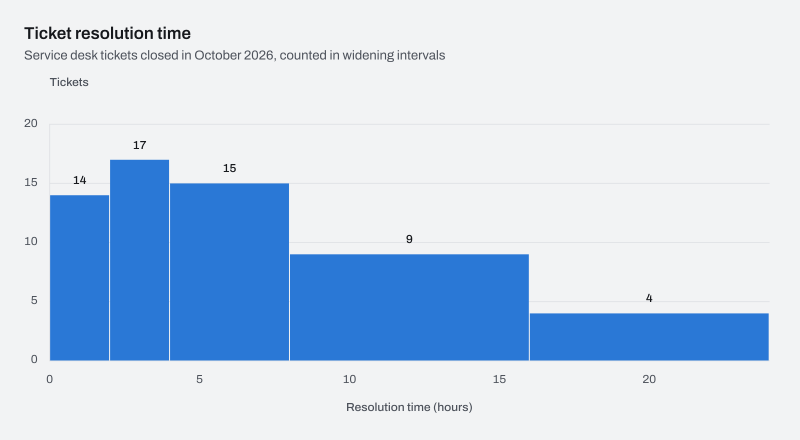 Ticket resolution time
Service desk tickets closed in October 2026, counted in widening intervals
Tickets
20
17
15
15
14
10
9
5
4
0
0 5 10 15 20
Resolution time (hours)